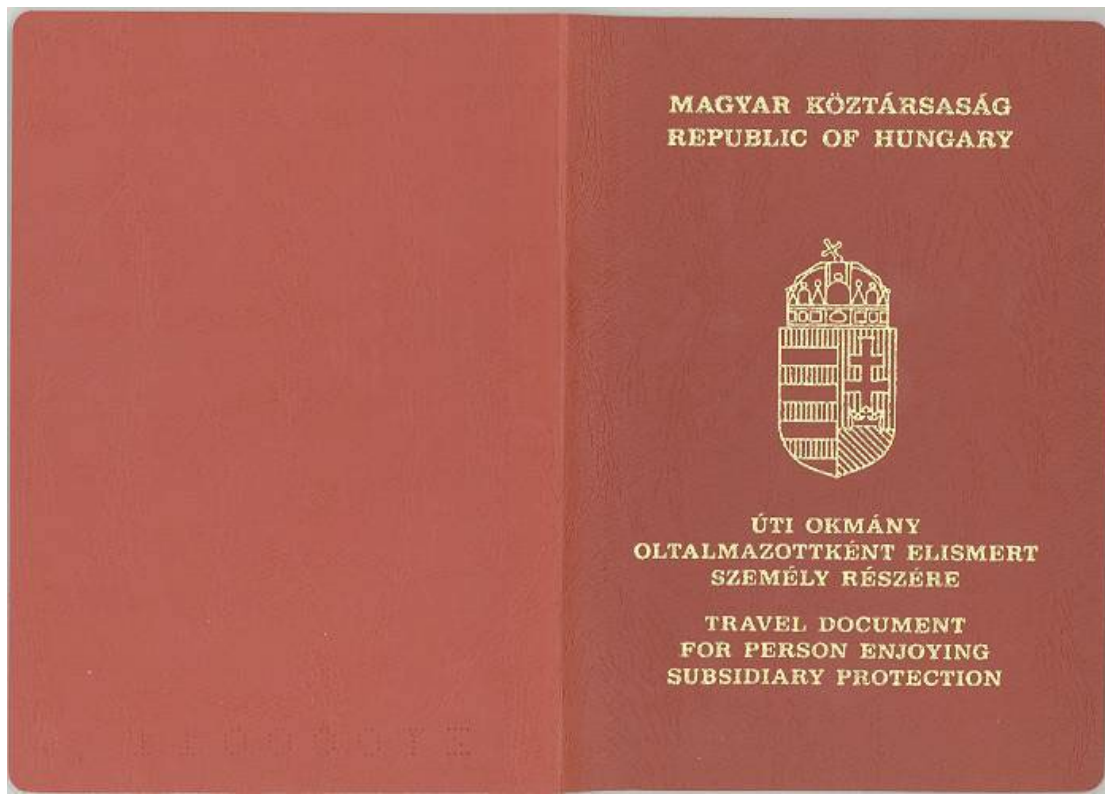 MAGYAR KÖZTÁRSASÁG
REPUBLIC OF HUNGARY
ÚTI OKMÁNY
OLTALMAZOTTKÉNT ELISMERT
SZEMÉLY RÉSZÉRE
TRAVEL DOCUMENT
FOR PERSON ENJOYING
SUBSIDIARY PROTECTION